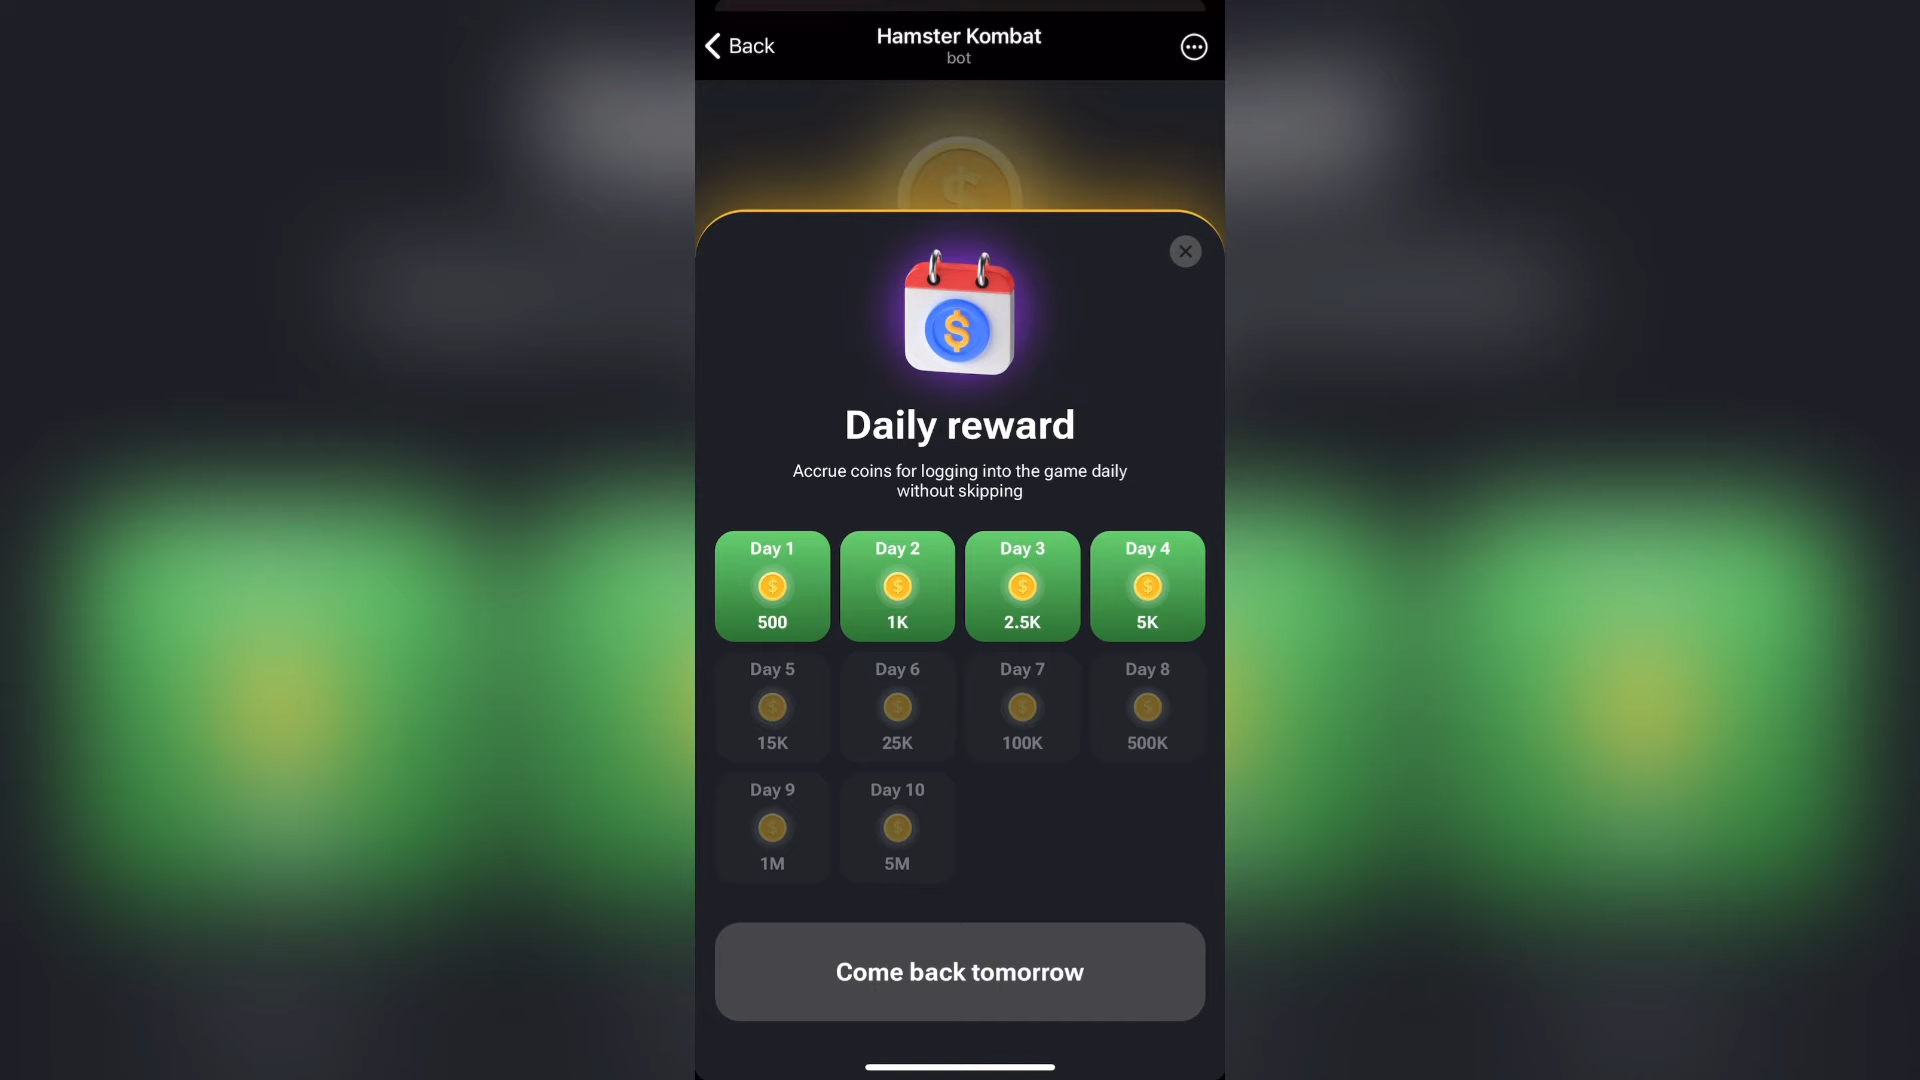 Back
Hamster Kombat
bot
Daily reward
Accrue coins for logging into the game daily
without skipping
Day 1
Day 2
Day 3
Day 4
500
1K
2.5K
5K
Day 5
Day 6
Day 7
Day 8
15K
25K
100K
500K
Day 9
Day 10
1M
5M
Come back tomorrow